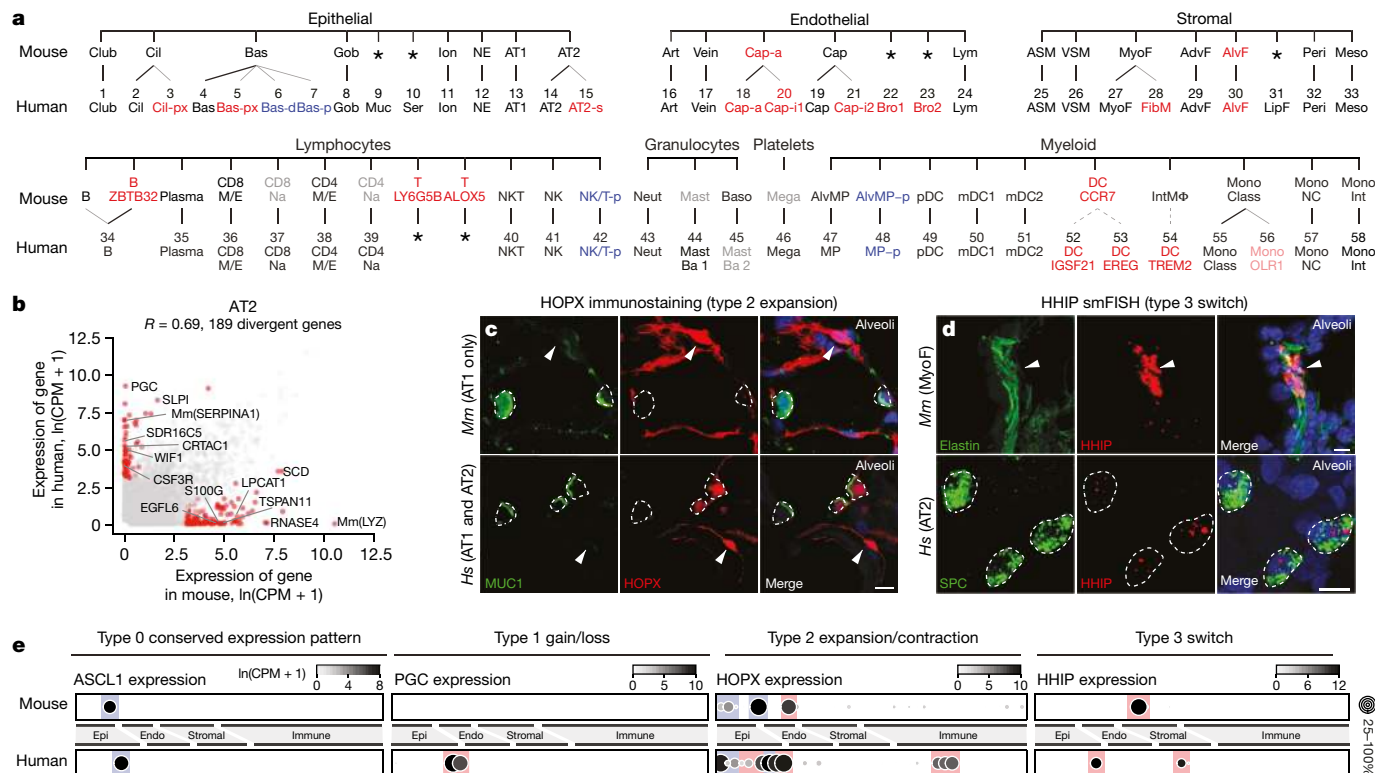 a
Epithelial Endothelial Stromal
Mouse Club Cil Bas Gob * * Ion NE AT1 AT2 Art Vein Cap-a Cap * * Lym ASM VSM MyoF AdvF AlvF * Peri Meso
1 2 3 4 5 6 7 8 9 10 11 12 13 14 15 16 17 18 20 19 21 22 23 24 25 26 27 28 29 30 31 32 33
Human Club Cil Cil-px Bas Bas-px Bas-d Bas-p Gob Muc Ser Ion NE AT1 AT2 AT2-s Art Vein Cap-a Cap-i1 Cap Cap-i2 Bro1 Bro2 Lym ASM VSM MyoF FibM AdvF AlvF LipF Peri Meso
Lymphocytes Granulocytes Platelets Myeloid
B T T DC Mono Mono Mono
CD8 CD8 CD4 CD4
Mouse B ZBTB32 Plasma M/E Na M/E Na LY6G5B ALOX5 NKT NK NK/T-p Neut Mast Baso Mega AlvMP AlvMP-p pDC mDC1 mDC2 CCR7 IntMΦ Class NC Int
34 35 36 37 38 39 * * 40 41 42 43 44 45 46 47 48 49 50 51 52 53 54 55 56 57 58
Human B Plasma CD8 CD8 CD4 CD4 NKT NK NK/T-p Neut Mast Mast Mega MP MP-p pDC mDC1 mDC2 DC DC DC Mono Mono Mono Mono
M/E Na M/E Na Ba 1 Ba 2 IGSF21 EREG TREM2 Class OLR1 NC Int
b
AT2
R = 0.69, 189 divergent genes
Expression of gene
in human, ln(CPM + 1)
12.5
10.0
7.5
5.0
2.5
0
PGC
SLPI
Mm(SERPINA1)
SDR16C5
CRTAC1
WIF1
CSF3R
SCD
S100G
LPCAT1
EGFL6
TSPAN11
RNASE4
Mm(LYZ)
0 2.5 5.0 7.5 10.0 12.5
Expression of gene
in mouse, ln(CPM + 1)
HOPX immunostaining (type 2 expansion)
c
Alveoli
Mm (AT1 only)
Alveoli
Hs (AT1 and AT2)
MUC1 HOPX Merge
HHIP smFISH (type 3 switch)
d
Alveoli
Mm (MyoF)
Elastin HHIP Merge
Alveoli
Hs (AT2)
SPC HHIP Merge
e
Type 0 conserved expression pattern Type 1 gain/loss Type 2 expansion/contraction Type 3 switch
ln(CPM + 1)
ASCL1 expression 0 4 8 PGC expression 0 5 10 HOPX expression 0 5 10 HHIP expression 0 6 12
Mouse
Epi Endo Stromal Immune Epi Endo Stromal Immune Epi Endo Stromal Immune Epi Endo Stromal Immune
Human
25–100%